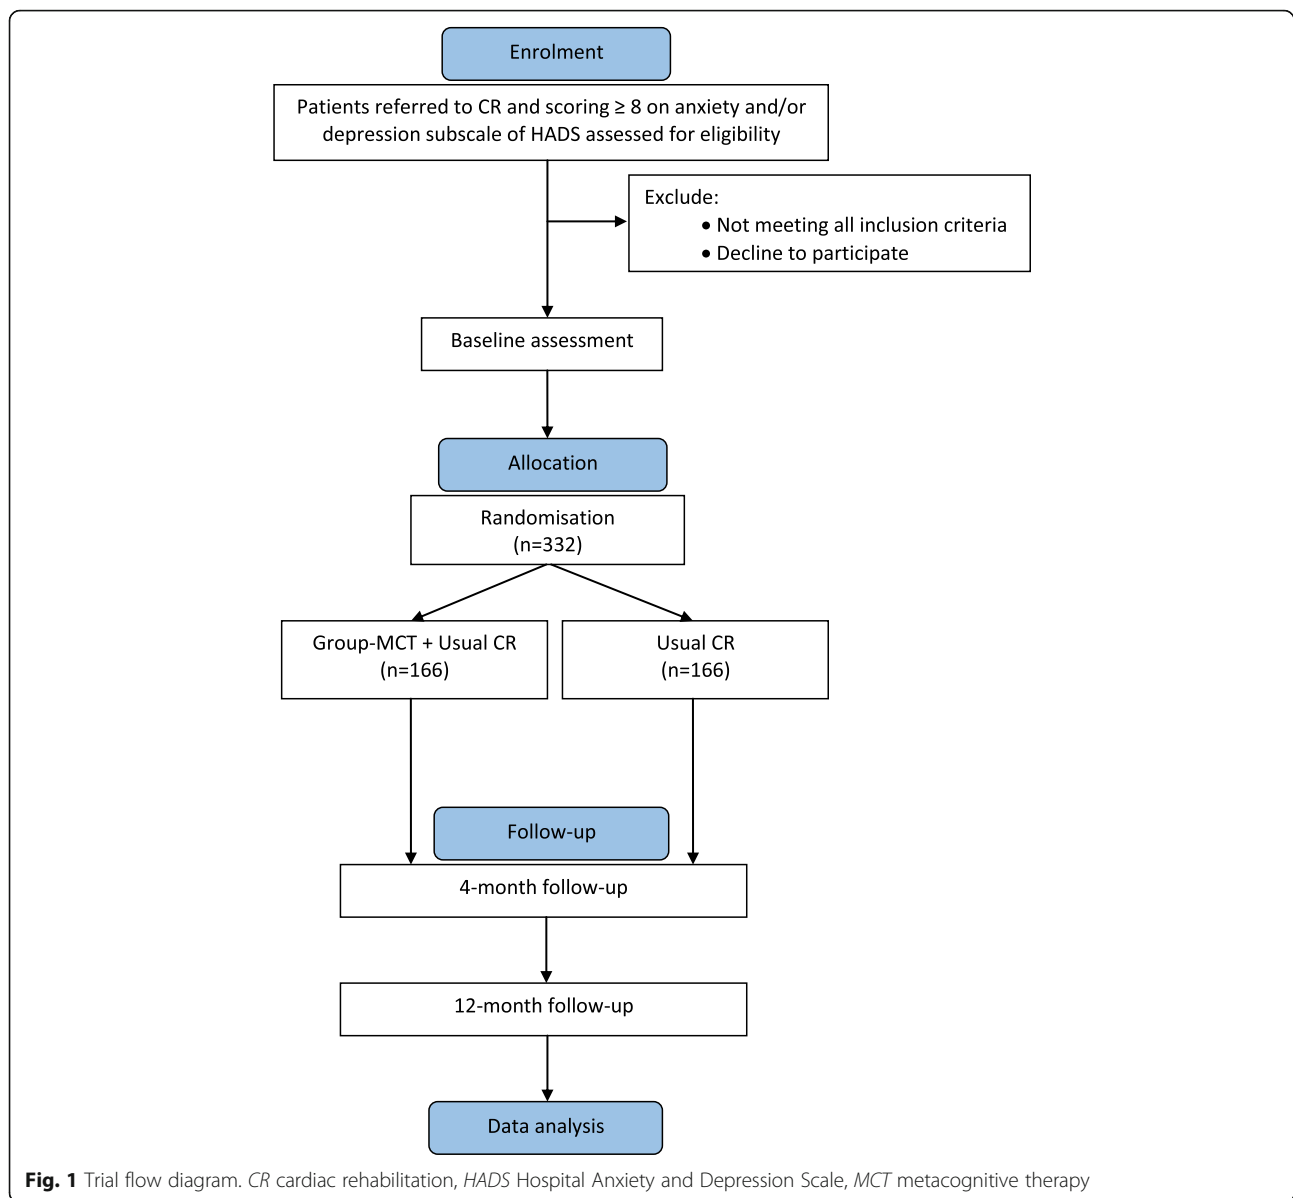 Enrolment
Patients referred to CR and scoring ≥ 8 on anxiety and/or
depression subscale of HADS assessed for eligibility
Exclude:
• Not meeting all inclusion criteria
• Decline to participate
Baseline assessment
Allocation
Randomisation
(n=332)
Group-MCT + Usual CR
(n=166)
Usual CR
(n=166)
Follow-up
4-month follow-up
12-month follow-up
Data analysis
Fig. 1 Trial flow diagram. CR cardiac rehabilitation, HADS Hospital Anxiety and Depression Scale, MCT metacognitive therapy